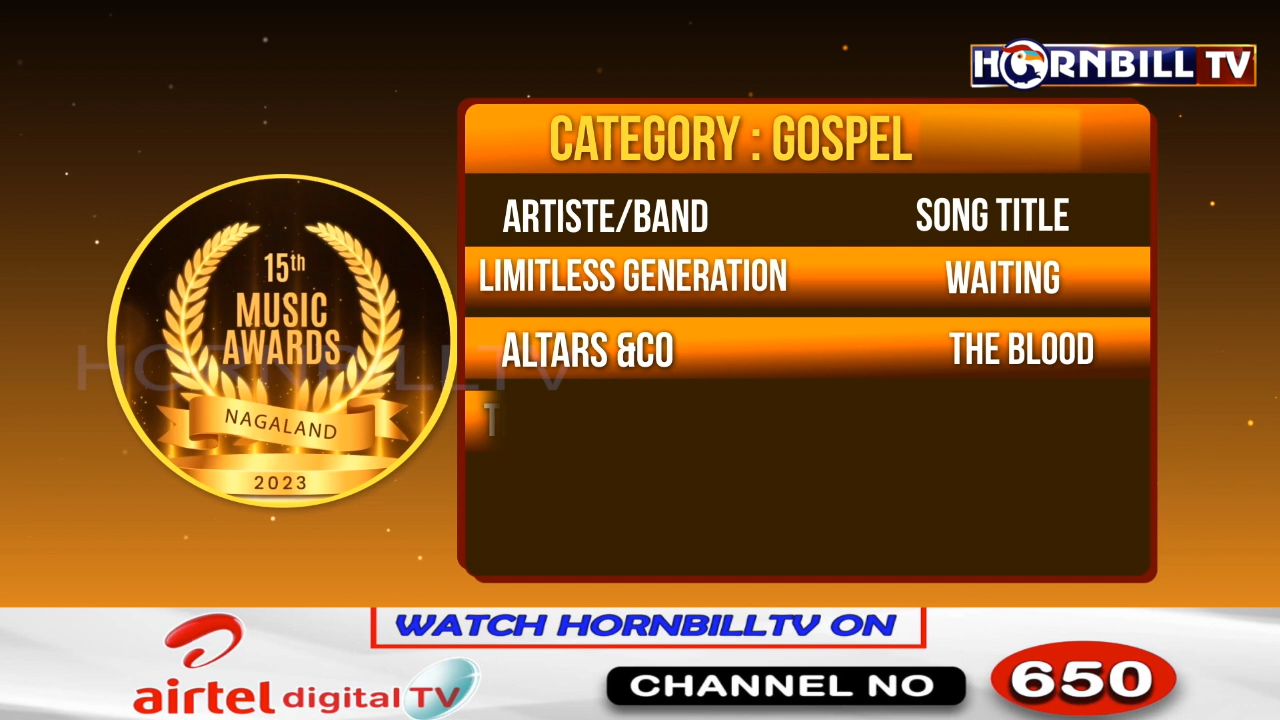 HORNBILL TV
CATEGORY : GOSPEL
ARTISTE/BAND SONG TITLE
LIMITLESS GENERATION WAITING
ALTARS &CO THE BLOOD
T
15th
MUSIC
AWARDS
NAGALAND
2023
HORNBILLTV
WATCH HORNBILLTV ON
airtel digital TV
CHANNEL NO 650